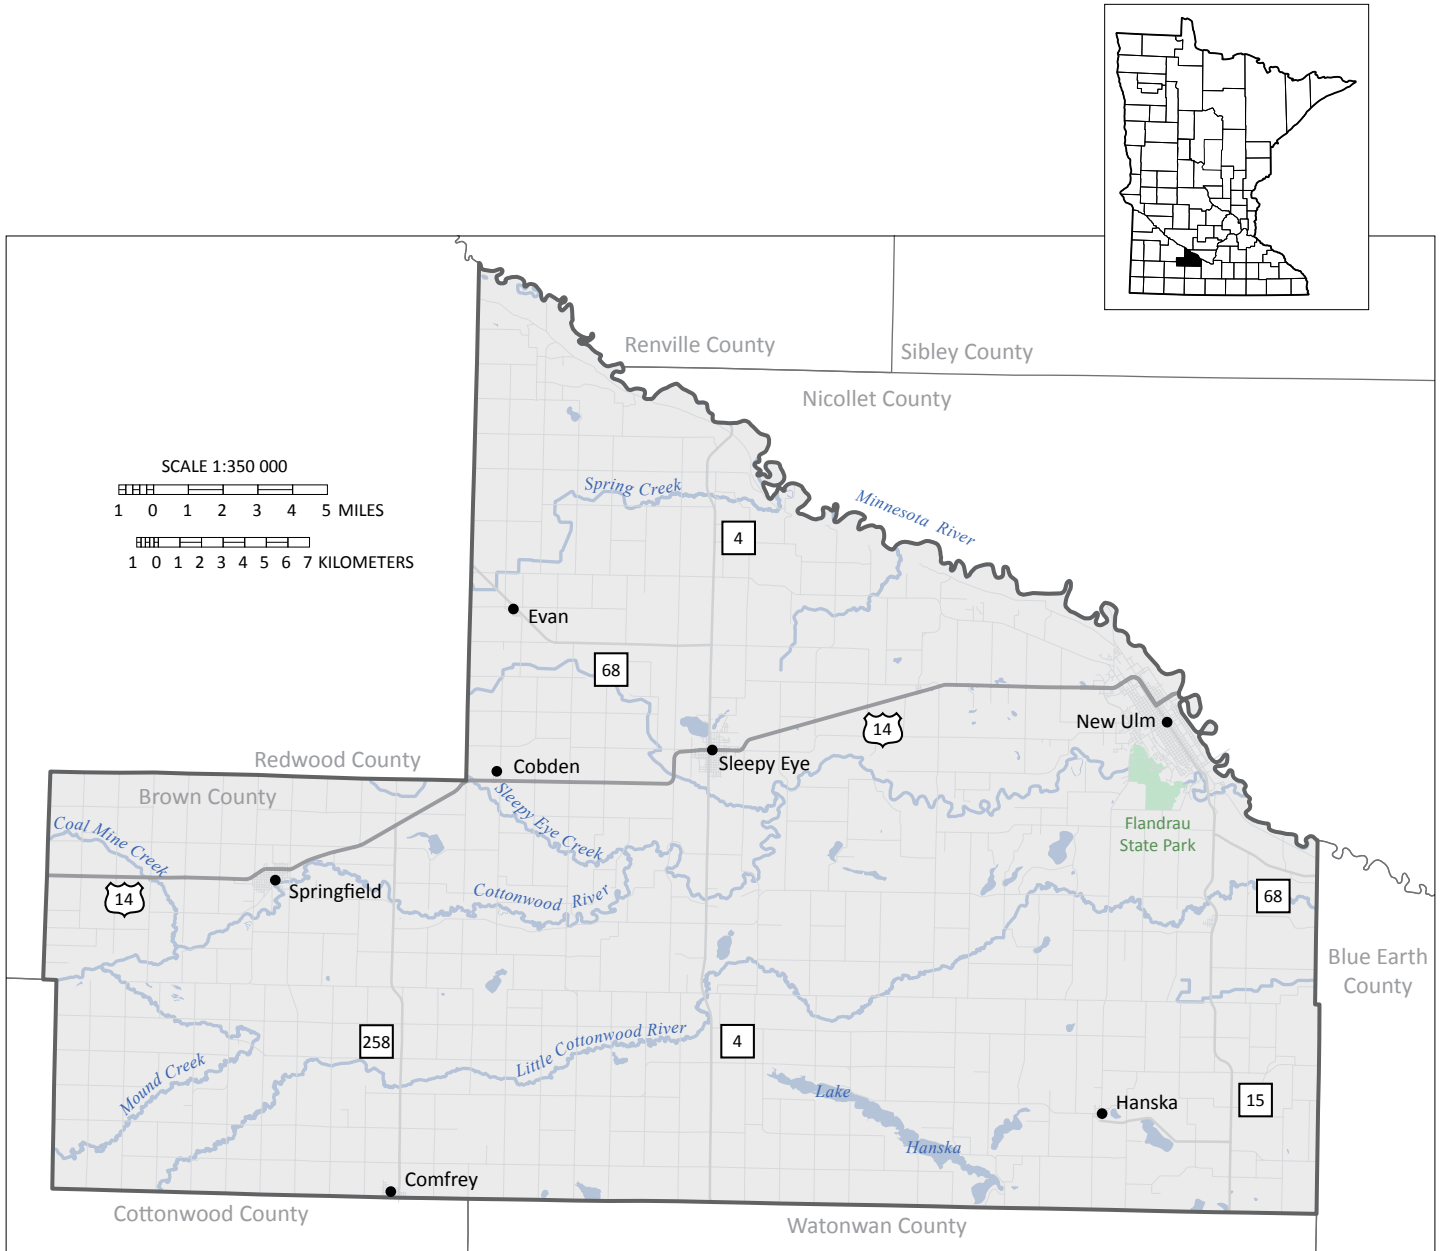 Renville County
Sibley County
Nicollet County
SCALE 1:350 000
1 0 1 2 3 4 5 MILES
1 0 1 2 3 4 5 6 7 KILOMETERS
Spring Creek
Minnesota River
4
Evan
68
New Ulm
14
Redwood County
Cobden
Sleepy Eye
Brown County
Sleepy Eye Creek
Flandrau
State Park
Coal Mine Creek
Springfield
Cottonwood River
14
68
Blue Earth
County
258
Little Cottonwood River
4
Mound Creek
Lake
Hanska
Hanska
15
Comfrey
Cottonwood County
Watonwan County